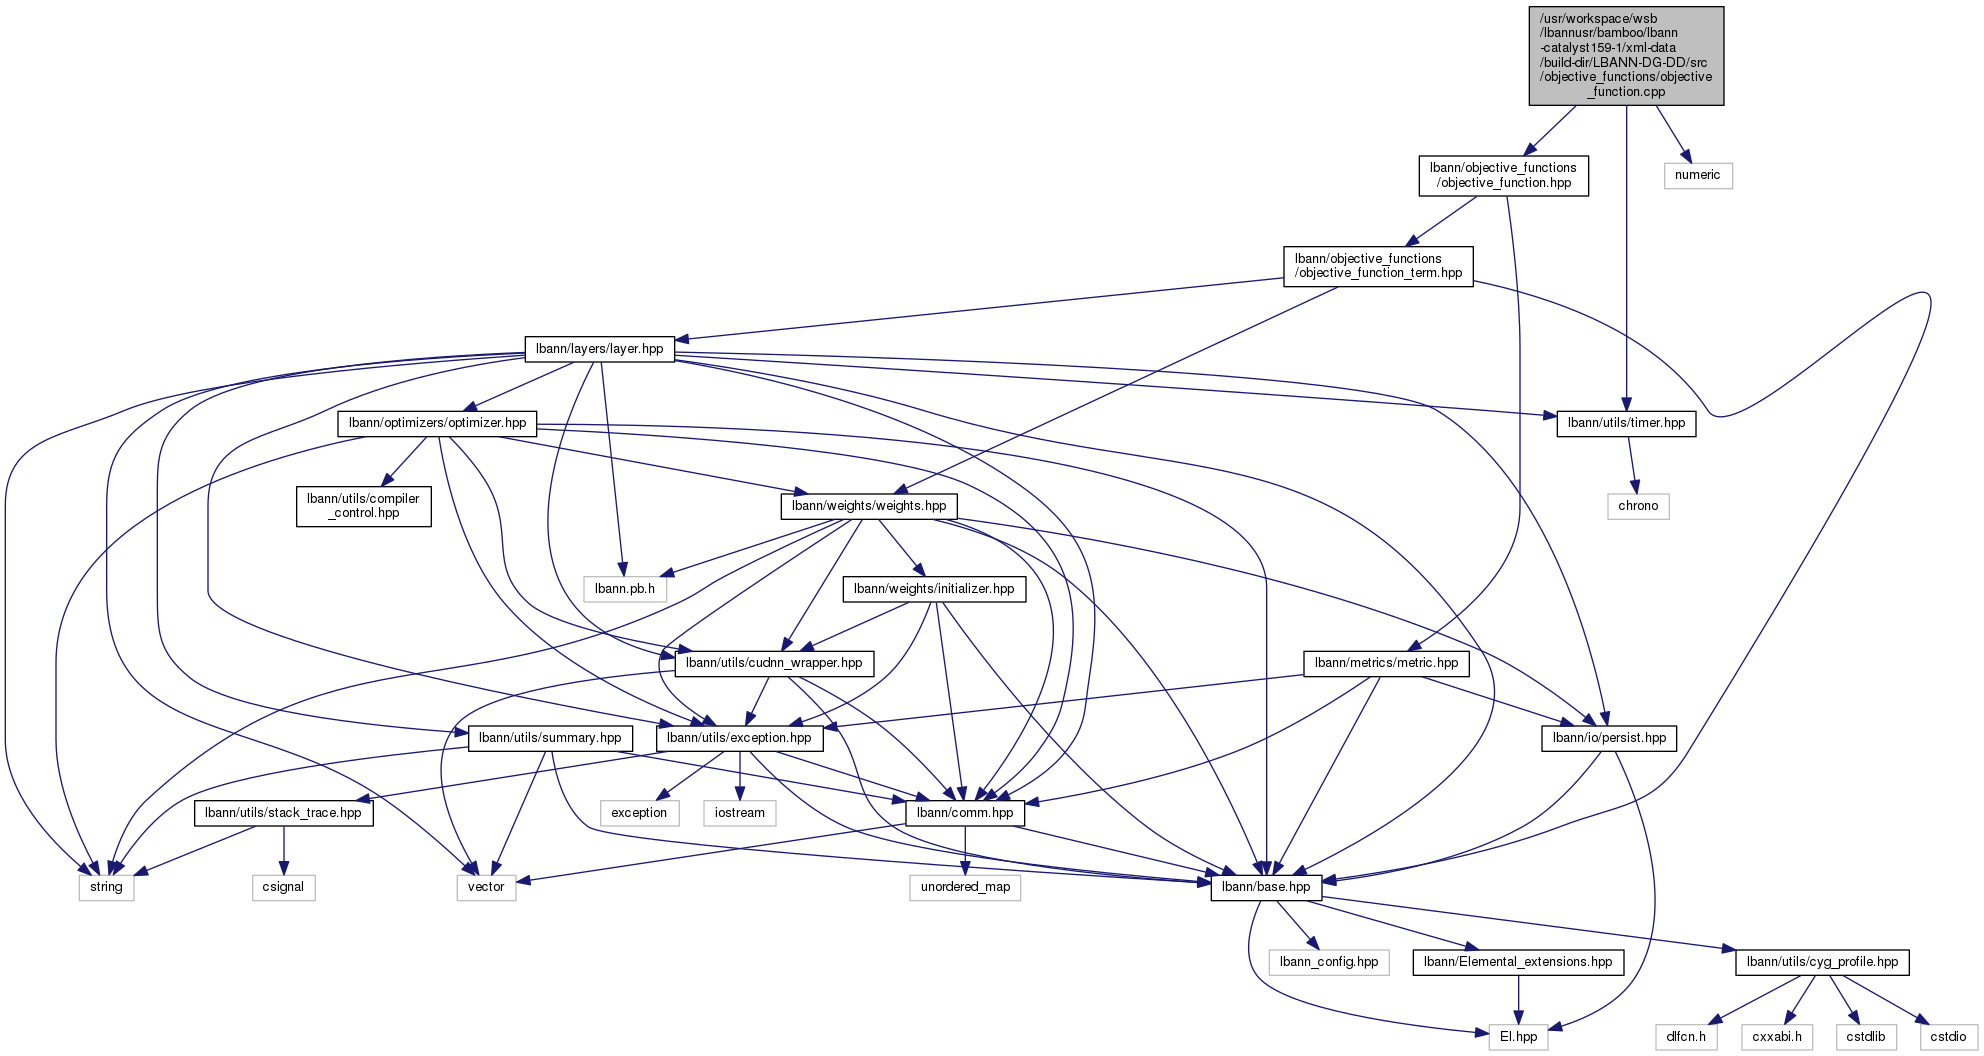 /usr/workspace/wsb
/lbannusr/bamboo/lbann
-catalyst159-1/xml-data
/build-dir/LBANN-DG-DD/src
/objective_functions/objective
_function.cpp
lbann/objective_functions
/objective_function.hpp
numeric
lbann/objective_functions
/objective_function_term.hpp
lbann/layers/layer.hpp
lbann/optimizers/optimizer.hpp
lbann/utils/timer.hpp
lbann/utils/compiler
_control.hpp
lbann/weights/weights.hpp
chrono
lbann.pb.h
lbann/weights/initializer.hpp
lbann/utils/cudnn_wrapper.hpp
lbann/metrics/metric.hpp
lbann/utils/summary.hpp
lbann/utils/exception.hpp
lbann/io/persist.hpp
lbann/utils/stack_trace.hpp
exception
iostream
lbann/comm.hpp
string
csignal
vector
unordered_map
lbann/base.hpp
lbann_config.hpp
lbann/Elemental_extensions.hpp
lbann/utils/cyg_profile.hpp
El.hpp
dlfcn.h
cxxabi.h
cstdlib
cstdio